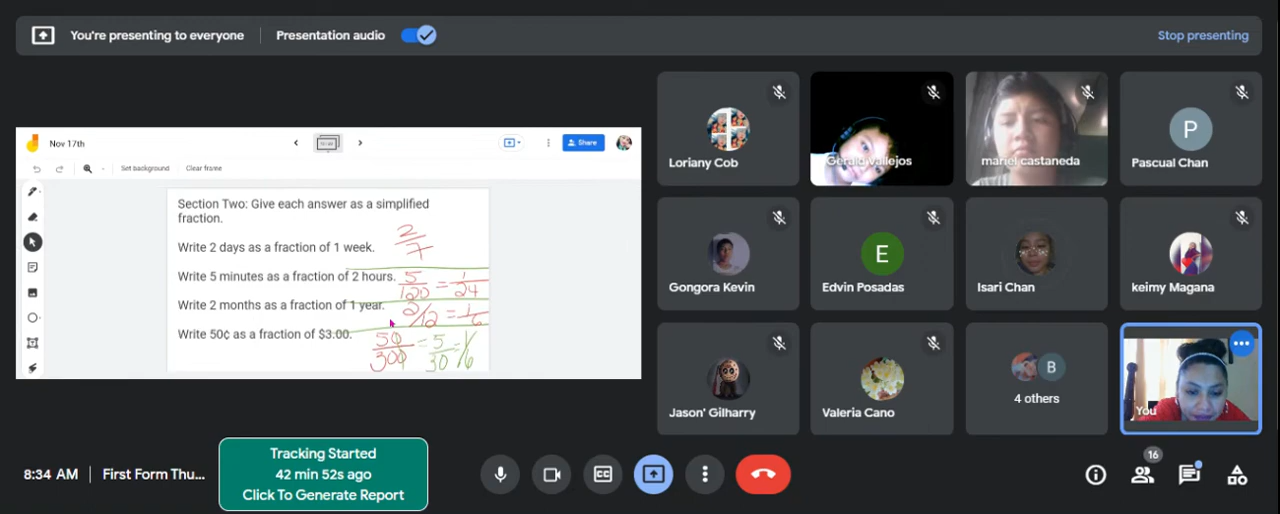 You're presenting to everyone
Presentation audio
Stop presenting
Nov 17th
Share
Set background
Clear frame
Section Two: Give each answer as a simplified
fraction.
Write 2 days as a fraction of 1 week.
2/7
Write 5 minutes as a fraction of 2 hours.
5/120 = 1/24
Write 2 months as a fraction of 1 year.
2/12 = 1/6
Write 50¢ as a fraction of $3.00.
50/300 = 5/30 = 1/6
Loriany Cob
Gerald Vallejos
mariel castaneda
P
Pascual Chan
Gongora Kevin
E
Edvin Posadas
Isari Chan
keimy Magana
Jason' Gilharry
Valeria Cano
B
4 others
You
8:34 AM
First Form Thu...
Tracking Started
42 min 52s ago
Click To Generate Report
CC
16